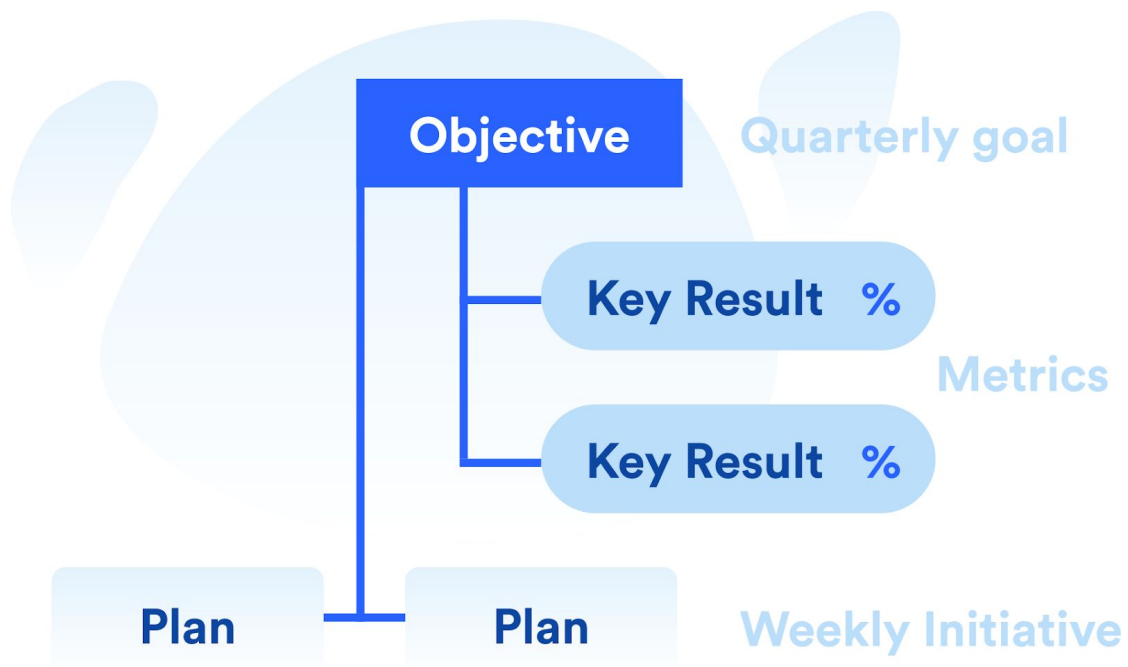 Objective Quarterly goal
Key Result %
Metrics
Key Result %
Plan Plan Weekly Initiative